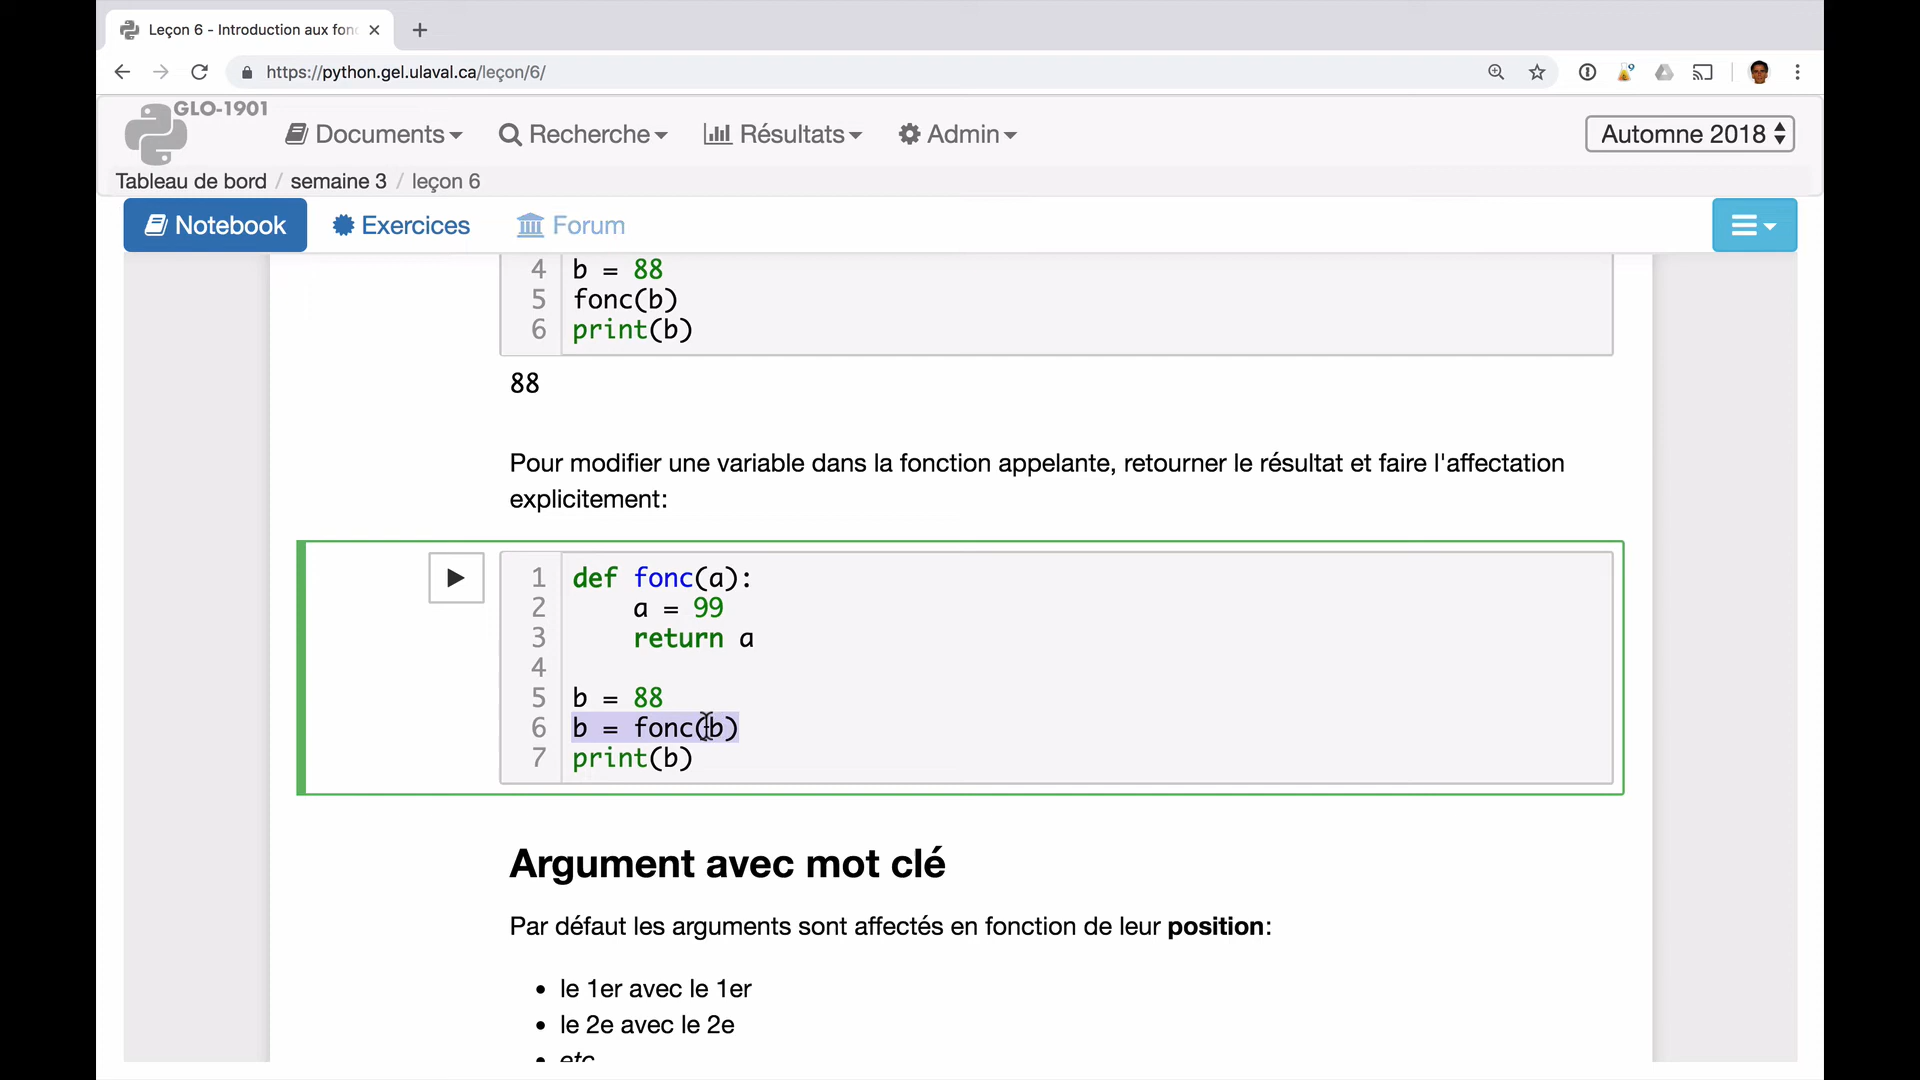 Leçon 6 - Introduction aux fon
https://python.gel.ulaval.ca/leçon/6/
GLO-1901
Documents
Recherche
Résultats
Admin
Automne 2018
Tableau de bord / semaine 3 / leçon 6
Notebook
Exercices
Forum
4 b = 88
5 fonc(b)
6 print(b)
88
Pour modifier une variable dans la fonction appelante, retourner le résultat et faire l'affectation
explicitement:
1 def fonc(a):
2 a = 99
3 return a
4
5 b = 88
6 b = fonc(b)
7 print(b)
Argument avec mot clé
Par défaut les arguments sont affectés en fonction de leur position:
• le 1er avec le 1er
• le 2e avec le 2e
• etc